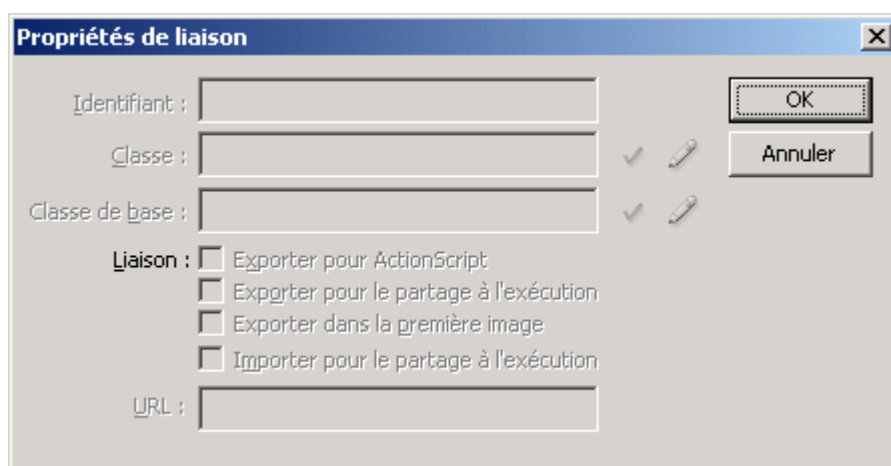 Propriétés de liaison
Identifiant :
OK
Classe :
Annuler
Classe de base :
Liaison :
Exporter pour ActionScript
Exporter pour le partage à l'exécution
Exporter dans la première image
Importer pour le partage à l'exécution
URL :